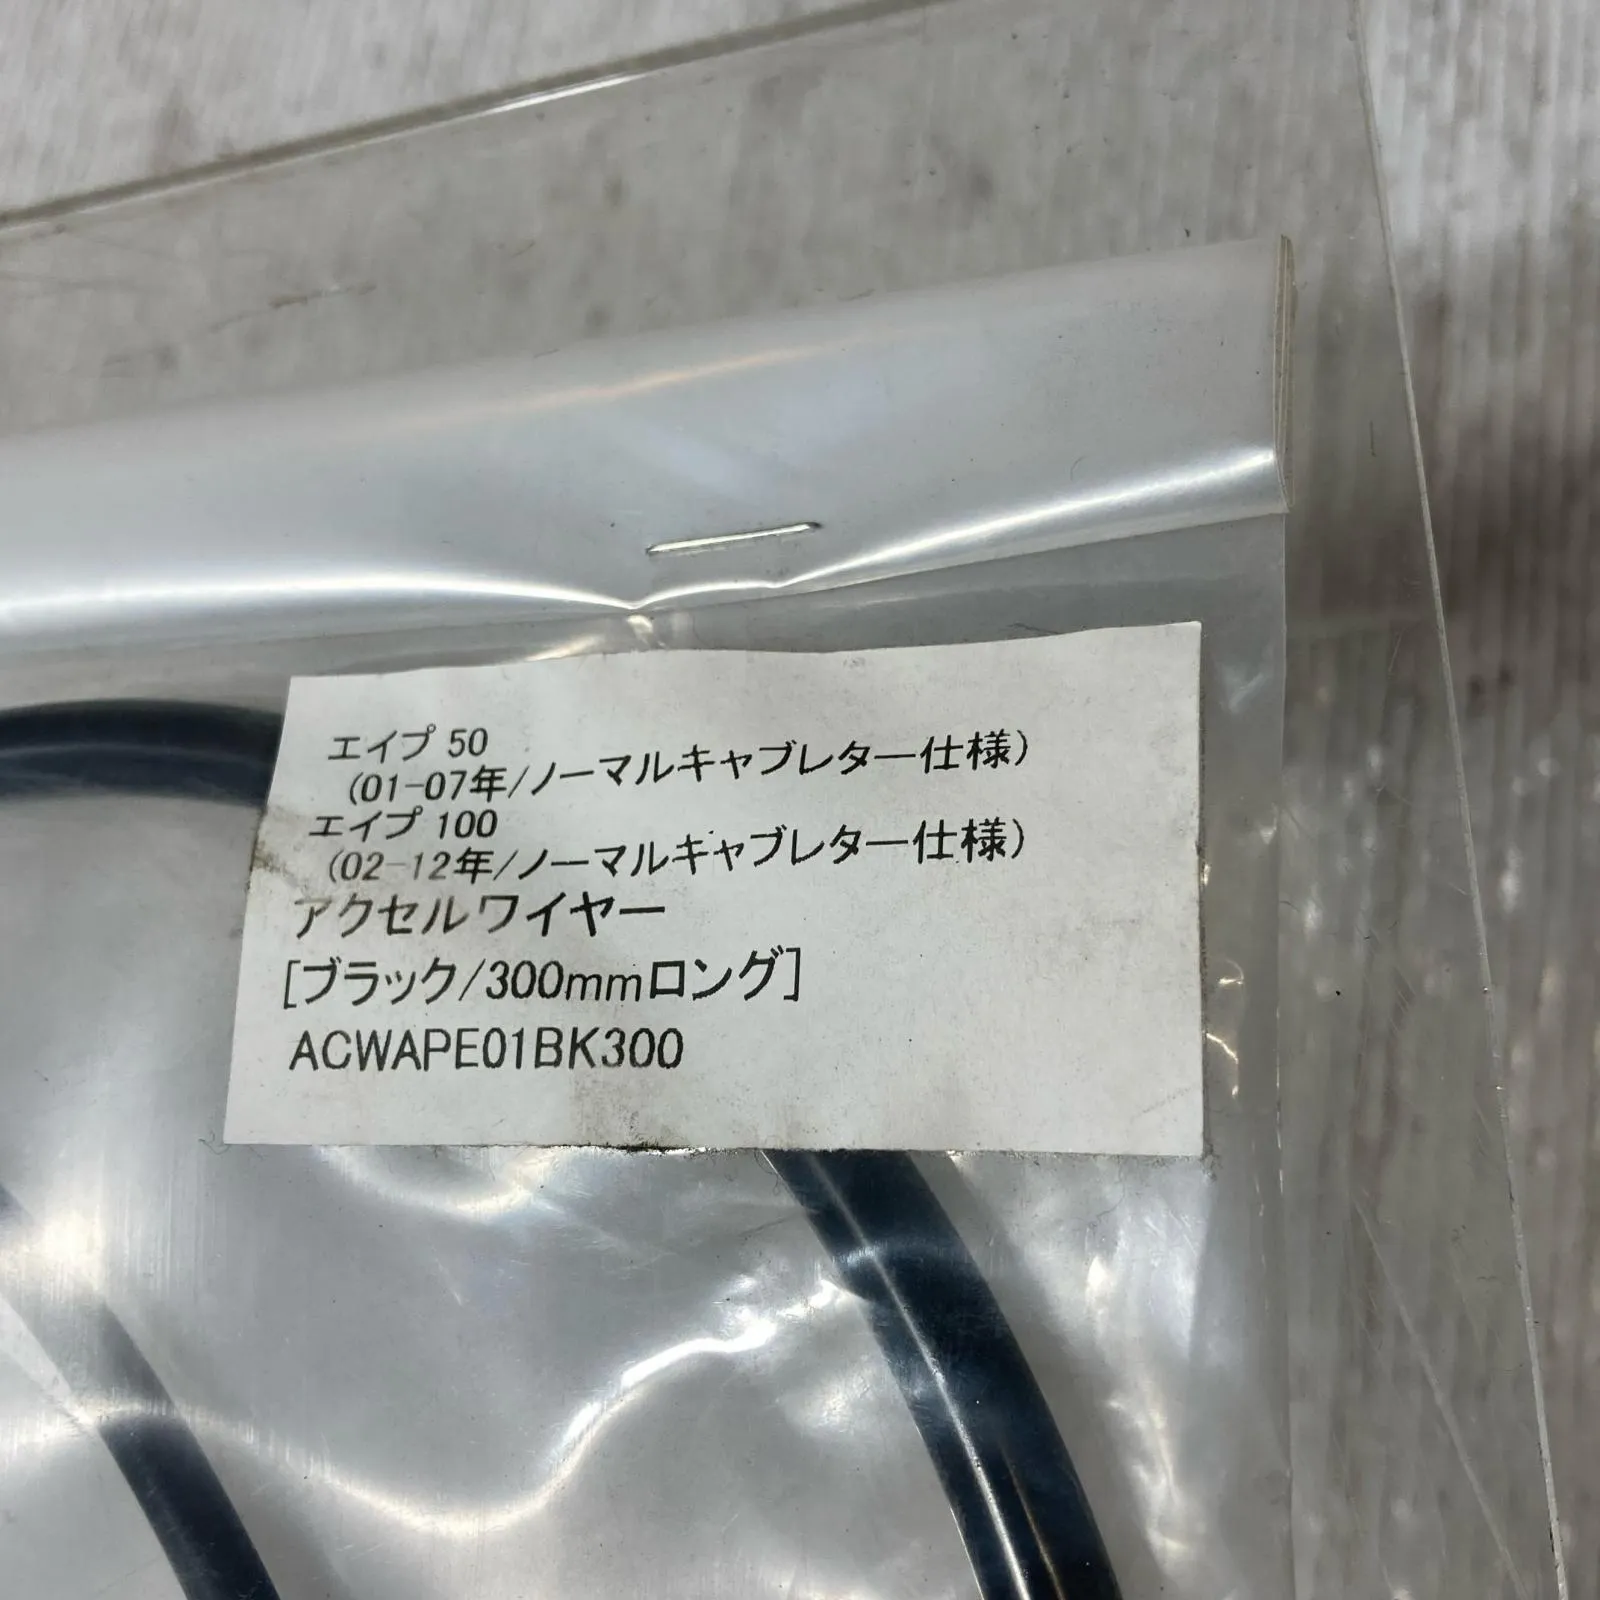 エイプ 50
(01-07年/ノーマルキャブレター仕様)
エイプ 100
(02-12年/ノーマルキャブレター仕様)
アクセルワイヤー
[ブラック/300mmロング]
ACWAPE01BK300